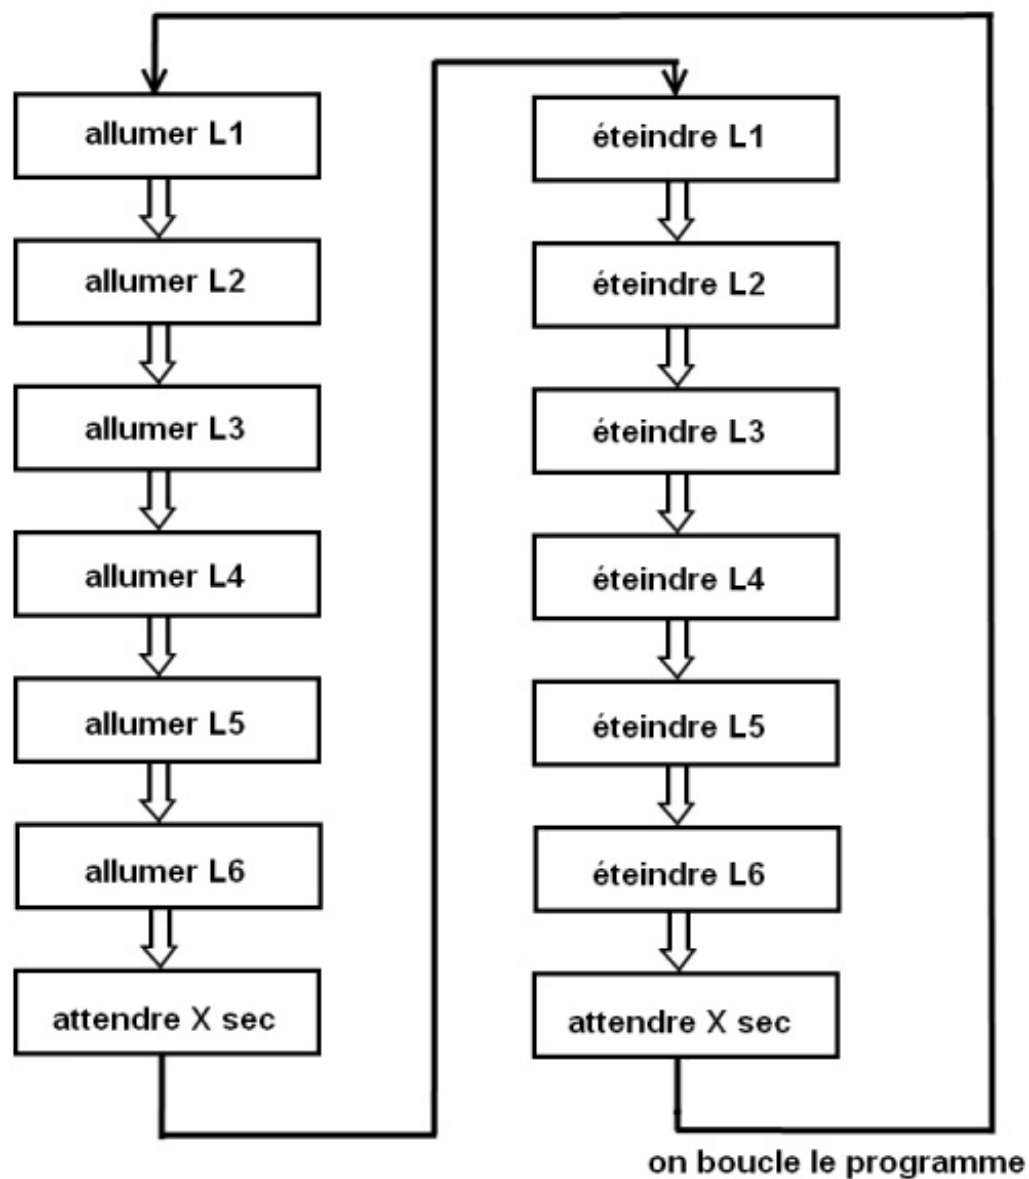 allumer L1
allumer L2
allumer L3
allumer L4
allumer L5
allumer L6
attendre X sec
éteindre L1
éteindre L2
éteindre L3
éteindre L4
éteindre L5
éteindre L6
attendre X sec
on boucle le programme